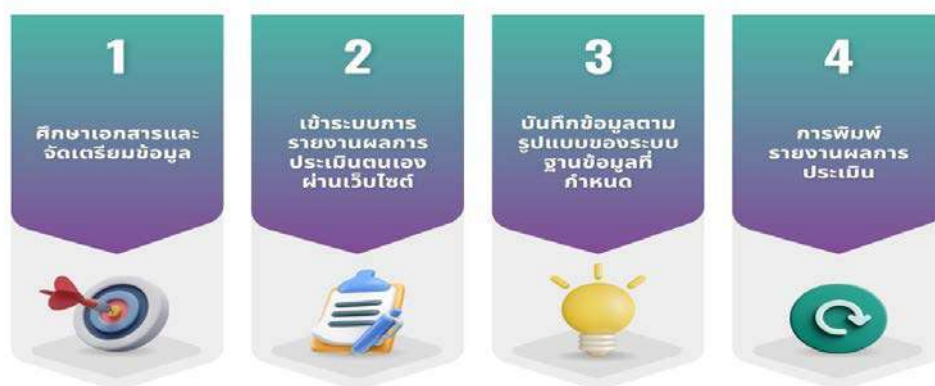 1
ศึกษาเอกสารและ
จัดเตรียมข้อมูล
2
เข้าระบบการ
รายงานผลการ
ประเมินตนเอง
ผ่านเว็บไซต์
3
บันทึกข้อมูลตาม
รูปแบบของระบบ
ฐานข้อมูลที่
กำหนด
4
การพิมพ์
รายงานผลการ
ประเมิน